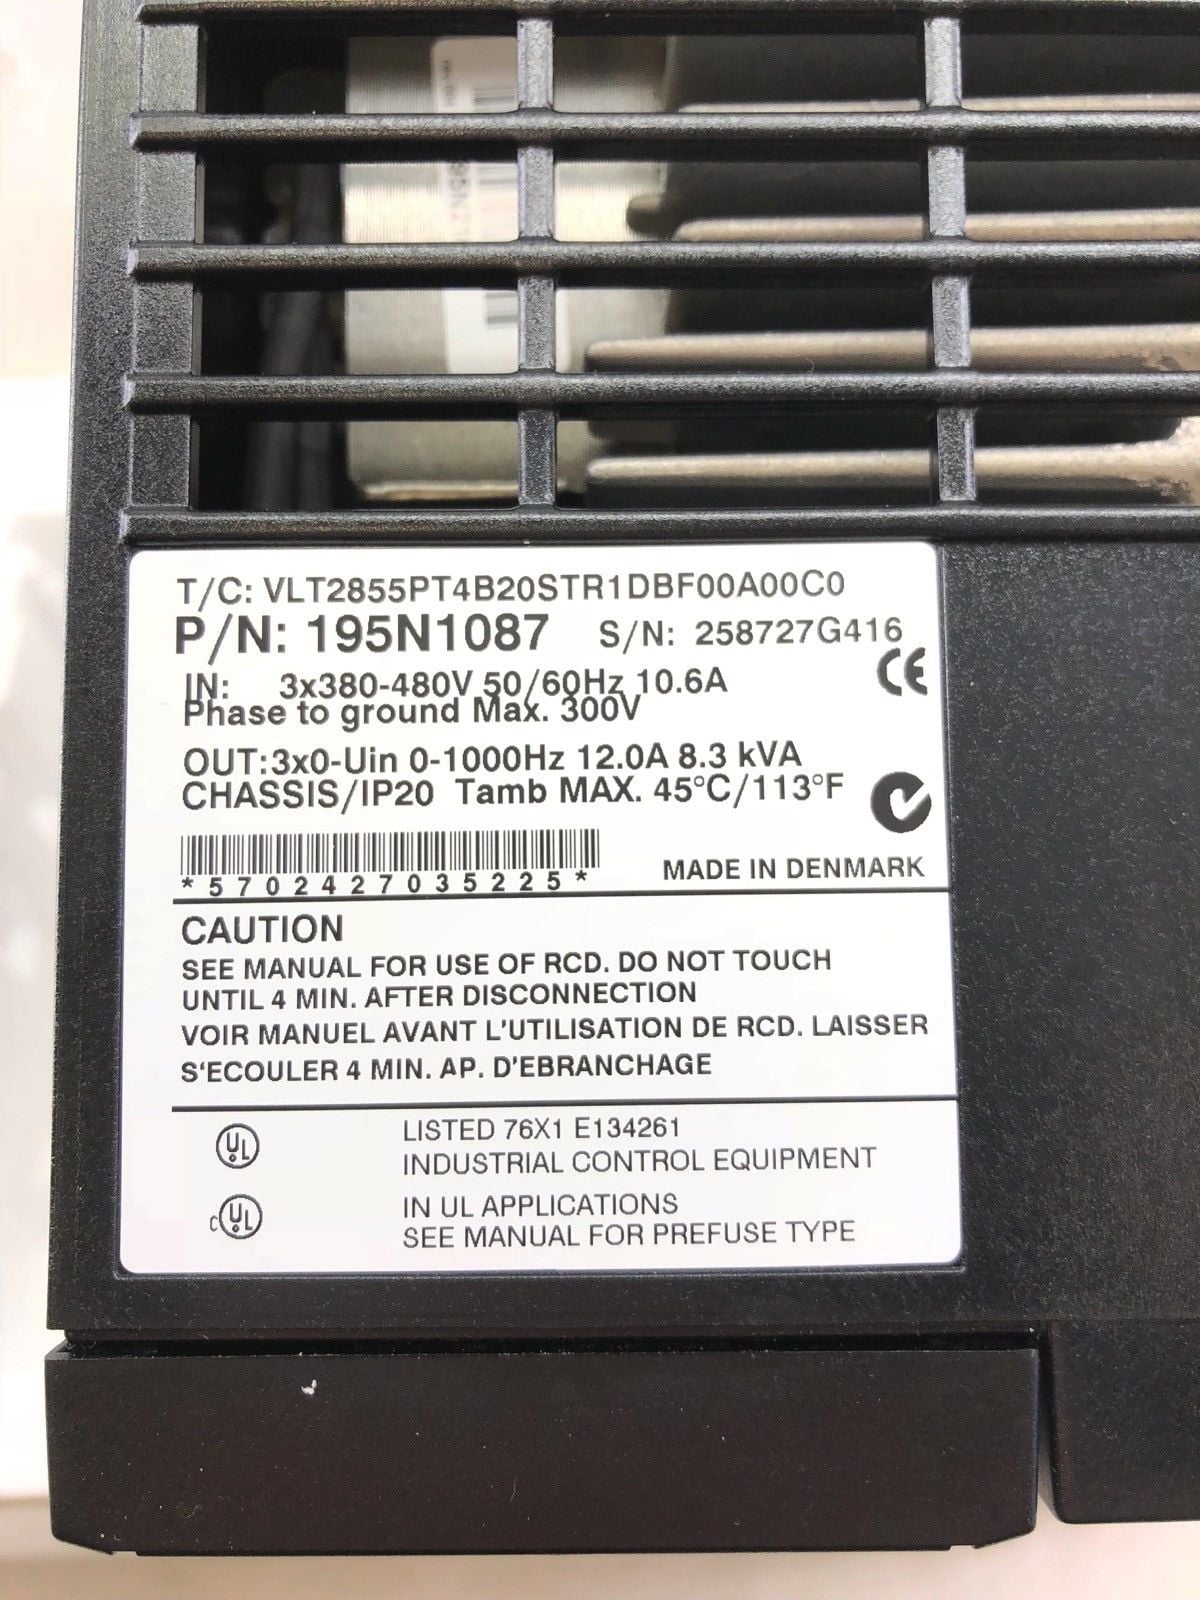 T/C: VLT2855PT4B20STR1DBF00A00C0
P/N: 195N1087 S/N: 258727G416
IN: 3x380-480V 50/60Hz 10.6A
CE
Phase to ground Max. 300V
OUT:3x0-Uin 0-1000Hz 12.0A 8.3 kVA
CHASSIS/IP20 Tamb MAX. 45°C/113°F
*5702427035225*
MADE IN DENMARK
CAUTION
SEE MANUAL FOR USE OF RCD. DO NOT TOUCH
UNTIL 4 MIN. AFTER DISCONNECTION
VOIR MANUEL AVANT L'UTILISATION DE RCD. LAISSER
S'ECOULER 4 MIN. AP. D'EBRANCHAGE
UL
LISTED 76X1 E134261
INDUSTRIAL CONTROL EQUIPMENT
c UL
IN UL APPLICATIONS
SEE MANUAL FOR PREFUSE TYPE